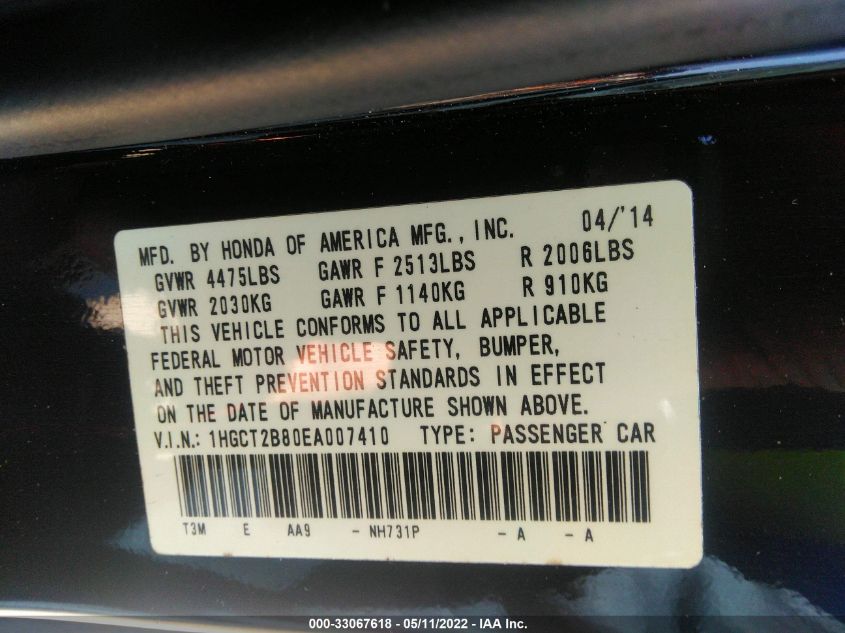 MFD. BY HONDA OF AMERICA MFG., INC. 04/'14
GVWR 4475LBS GAWR F 2513LBS R 2006LBS
GVWR 2030KG GAWR F 1140KG R 910KG
THIS VEHICLE CONFORMS TO ALL APPLICABLE
FEDERAL MOTOR VEHICLE SAFETY, BUMPER,
AND THEFT PREVENTION STANDARDS IN EFFECT
ON THE DATE OF MANUFACTURE SHOWN ABOVE.
V.I.N.: 1HGCT2B80EA007410 TYPE: PASSENGER CAR
T3M E AA9 - NH731P - A - A
000-33067618 - 05/11/2022 - IAA Inc.